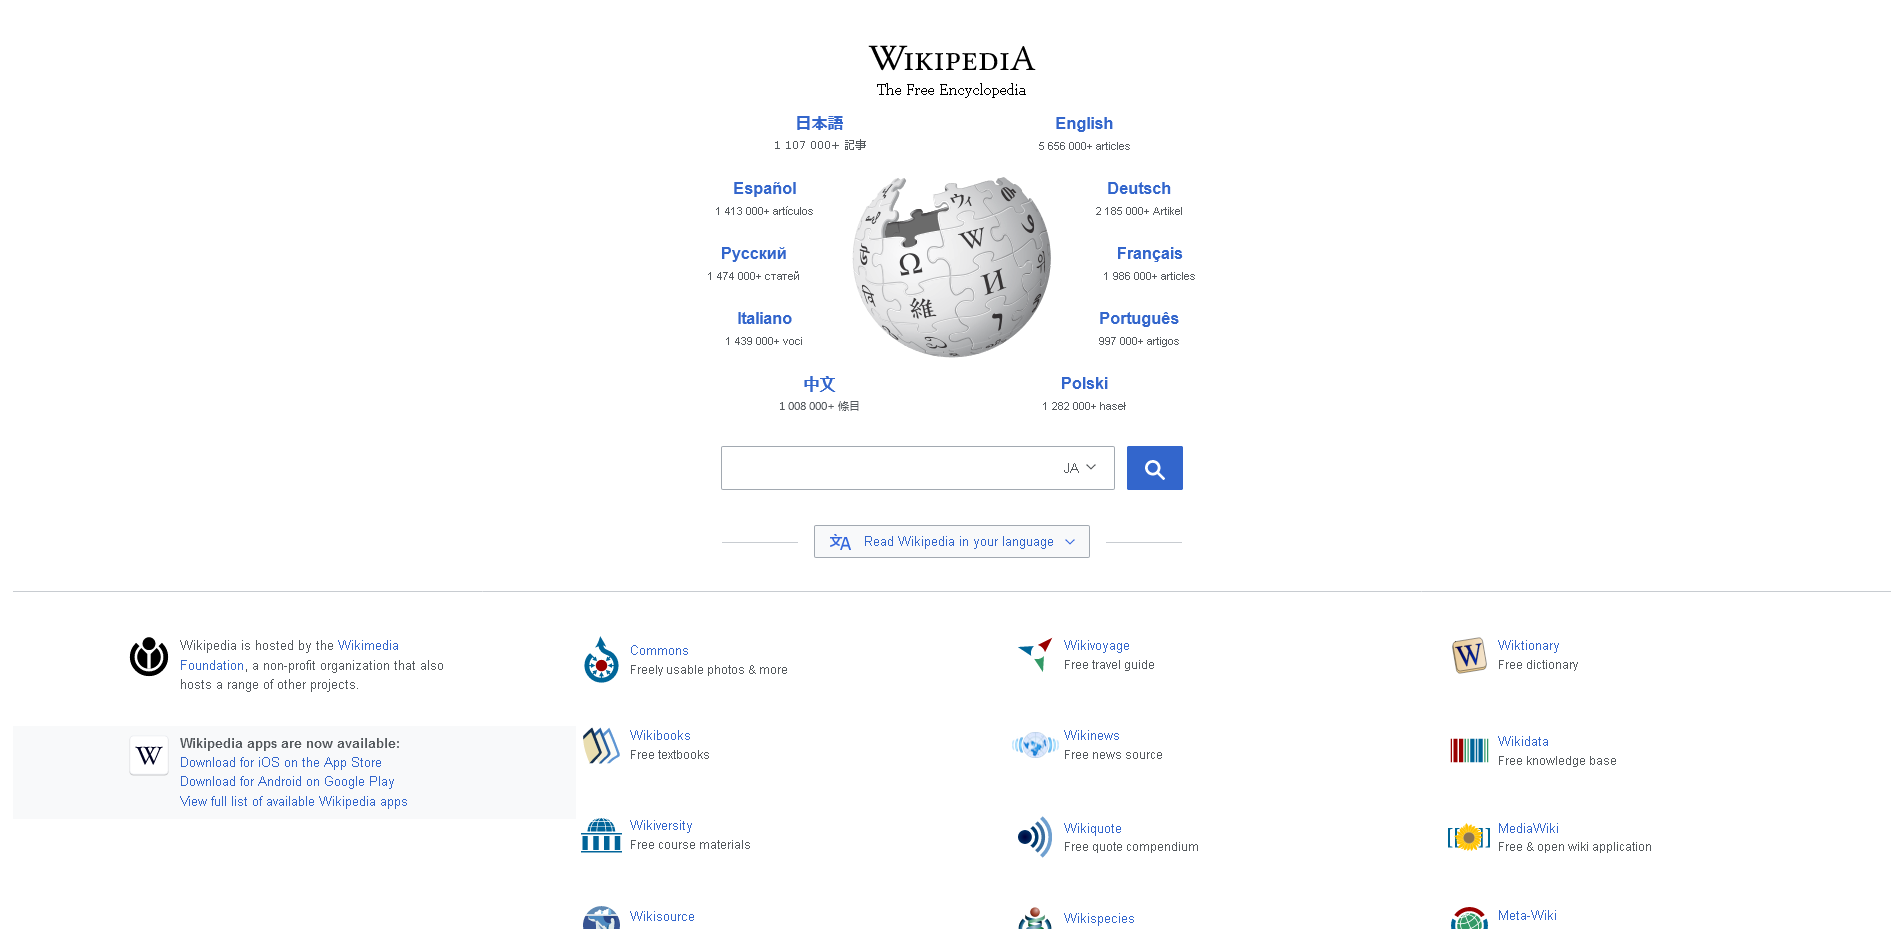 WIKIPEDIA
The Free Encyclopedia
日本語
1 107 000+ 記事
English
5 656 000+ articles
Español
1 413 000+ artículos
Deutsch
2 185 000+ Artikel
Русский
1 474 000+ статей
Français
1 986 000+ articles
Italiano
1 439 000+ voci
Português
997 000+ artigos
中文
1 008 000+ 條目
Polski
1 282 000+ haseł
Ω
W
И
維
ウィ
JA
Read Wikipedia in your language
Wikipedia is hosted by the Wikimedia
Foundation, a non-profit organization that also
hosts a range of other projects.
W
Wikipedia apps are now available:
Download for iOS on the App Store
Download for Android on Google Play
View full list of available Wikipedia apps
Commons
Freely usable photos & more
Wikivoyage
Free travel guide
W
Wiktionary
Free dictionary
Wikibooks
Free textbooks
Wikinews
Free news source
Wikidata
Free knowledge base
Wikiversity
Free course materials
Wikiquote
Free quote compendium
MediaWiki
Free & open wiki application
Wikisource
Wikispecies
Meta-Wiki